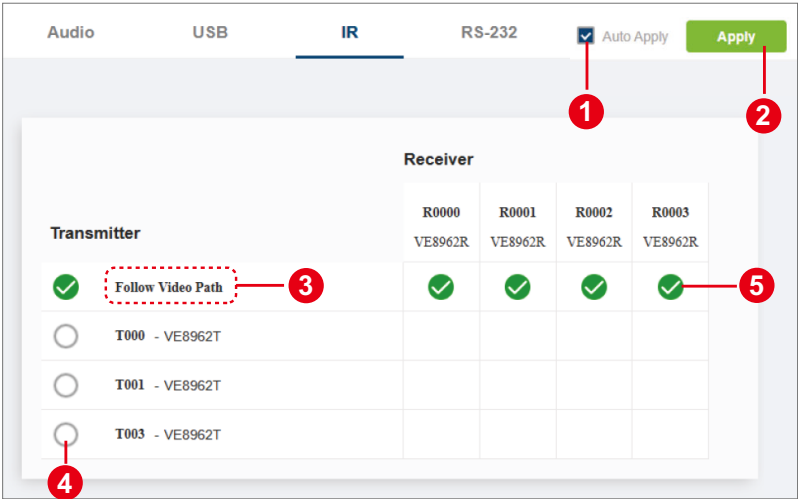 Audio USB IR RS-232 Auto Apply Apply
1 2
Receiver
R0000 R0001 R0002 R0003
Transmitter
VE8962R VE8962R VE8962R VE8962R
Follow Video Path 3 5
T000 - VE8962T
T001 - VE8962T
T003 - VE8962T
4